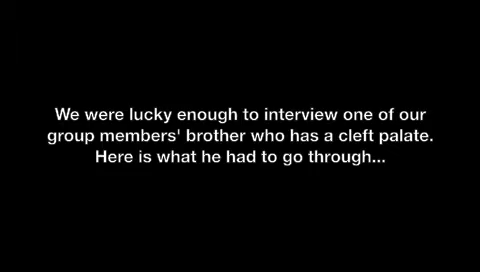 We were lucky enough to interview one of our
group members' brother who has a cleft palate.
Here is what he had to go through...